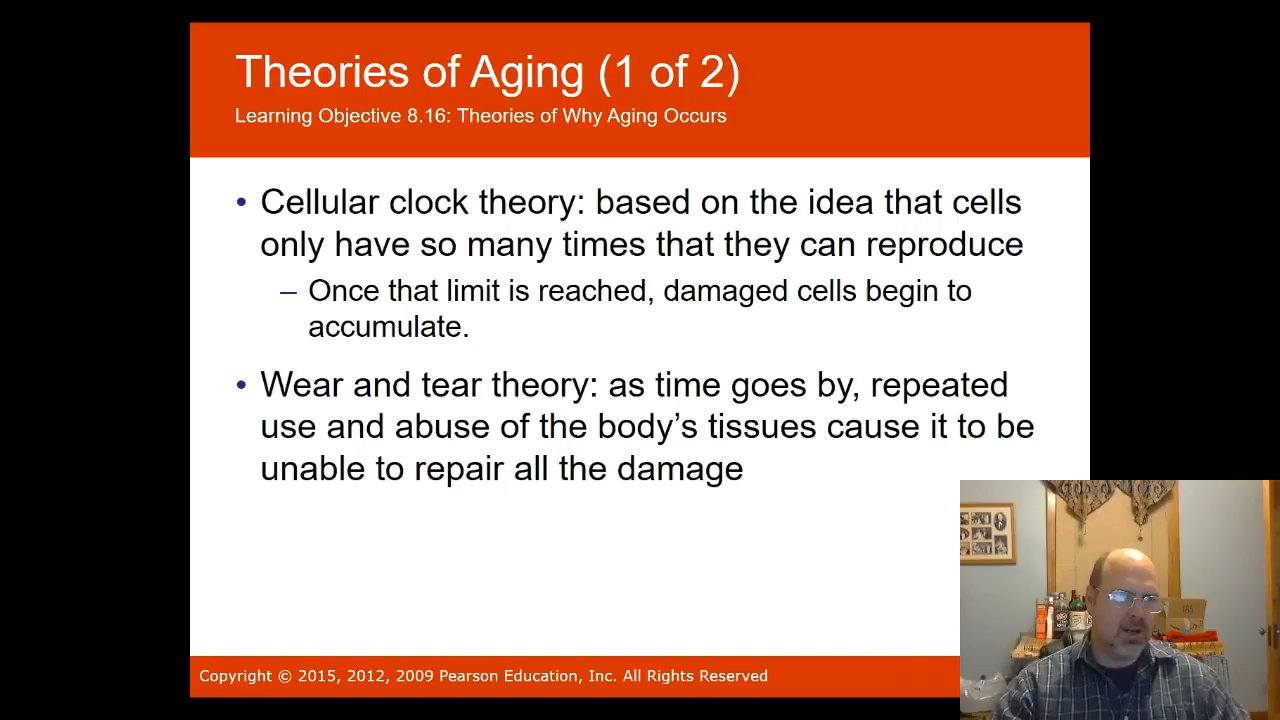 Theories of Aging (1 of 2)
Learning Objective 8.16: Theories of Why Aging Occurs
• Cellular clock theory: based on the idea that cells
only have so many times that they can reproduce
– Once that limit is reached, damaged cells begin to
accumulate.
• Wear and tear theory: as time goes by, repeated
use and abuse of the body’s tissues cause it to be
unable to repair all the damage
Copyright © 2015, 2012, 2009 Pearson Education, Inc. All Rights Reserved